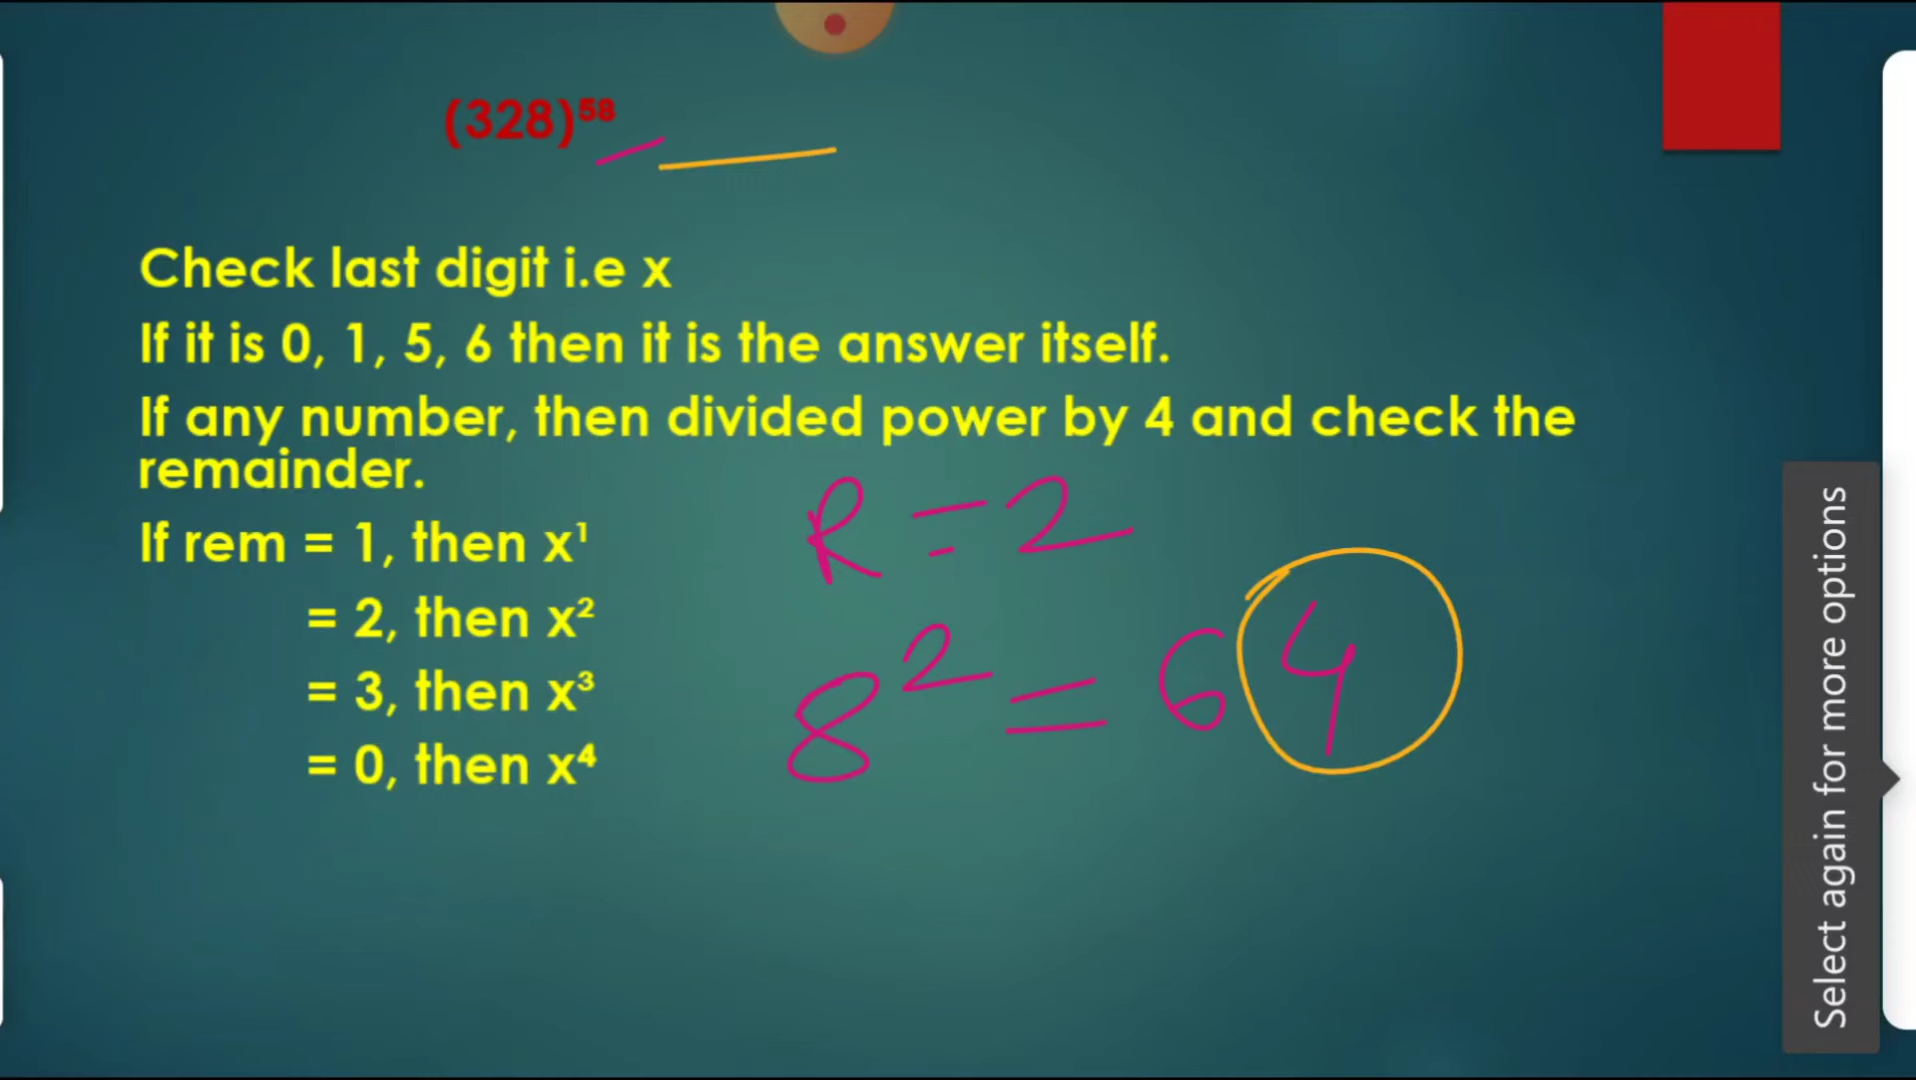 (328)⁵⁸
Check last digit i.e x
If it is 0, 1, 5, 6 then it is the answer itself.
If any number, then divided power by 4 and check the
remainder.
If rem = 1, then x¹
= 2, then x²
= 3, then x³
= 0, then x⁴
R = 2
8² = 64
Select again for more options